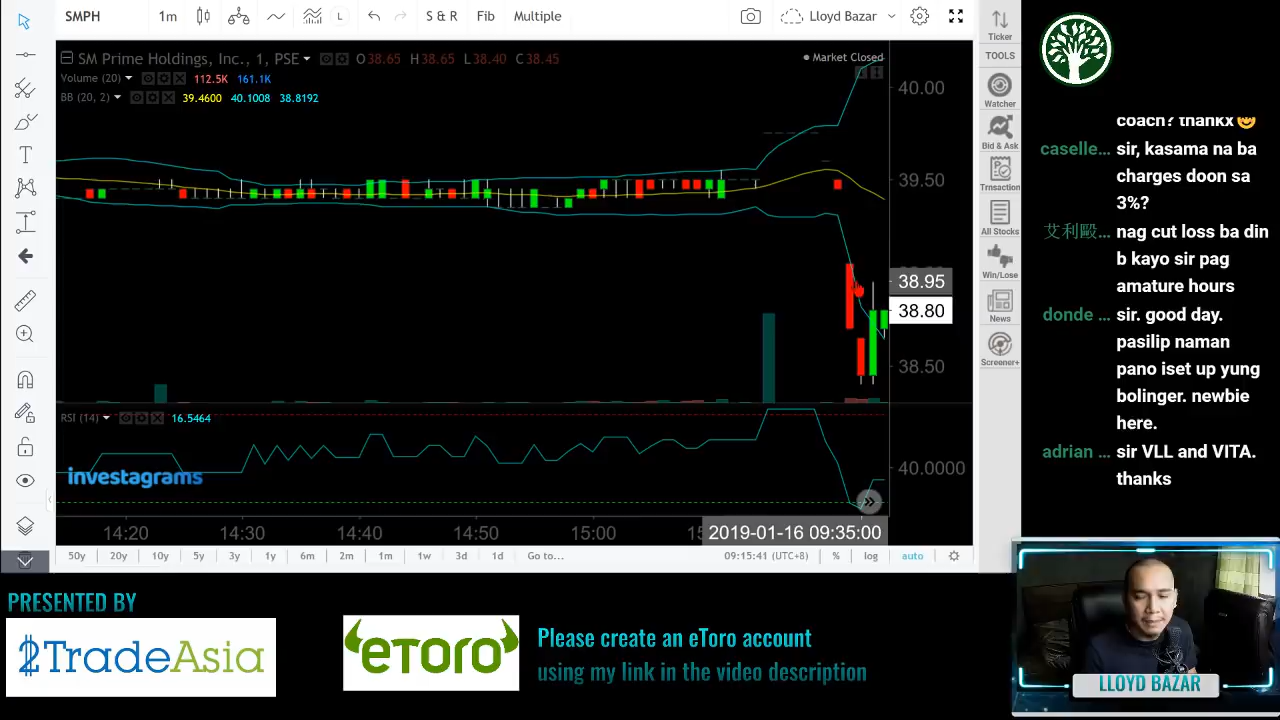 SMPH
1m
L
S & R
Fib
Multiple
Lloyd Bazar
SM Prime Holdings, Inc., 1, PSE
O38.65 H38.65 L38.40 C38.45
Market Closed
Volume (20)
112.5K 161.1K
BB (20, 2)
39.4600 40.1008 38.8192
40.00
39.50
38.95
38.80
38.50
RSI (14)
16.5464
40.0000
investagrams
14:20
14:30
14:40
14:50
15:00
2019-01-16 09:35:00
50y 20y 10y 5y 3y 1y 6m 2m 1m 1w 3d 1d Go to...
09:15:41 (UTC+8)
% log auto
Ticker
TOOLS
Watcher
Bid & Ask
Trnsaction
All Stocks
Win/Lose
News
Screener+
coach? thankx
caselle... sir, kasama na ba
charges doon sa
3%?
艾利毆... nag cut loss ba din
b kayo sir pag
amature hours
donde ... sir. good day.
pasilip naman
pano iset up yung
bolinger. newbie
here.
adrian ... sir VLL and VITA.
thanks
PRESENTED BY
2TradeAsia
eToro
Please create an eToro account
using my link in the video description
LLOYD BAZAR